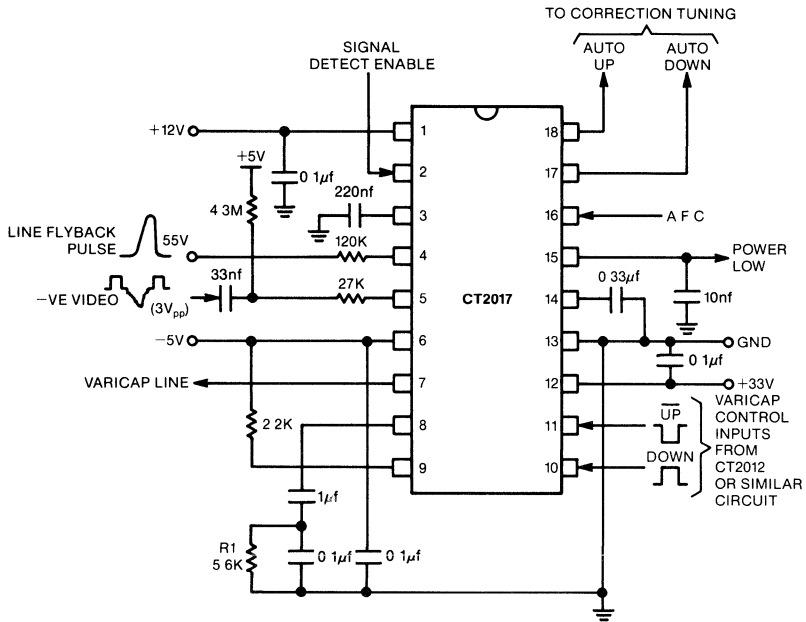 TO CORRECTION TUNING
AUTO UP
AUTO DOWN
SIGNAL
DETECT ENABLE
+12V
+5V
0 1µf
4 3M
220nf
LINE FLYBACK
PULSE
55V
120K
33nf
27K
-VE VIDEO
(3Vpp)
-5V
VARICAP LINE
2 2K
1µf
R1
5 6K
0 1µf
0 1µf
1
2
3
4
5
6
7
8
9
CT2017
18
17
16
15
14
13
12
11
10
A F C
POWER
LOW
0 33µf
10nf
GND
0 1µf
+33V
UP
DOWN
VARICAP
CONTROL
INPUTS
FROM
CT2012
OR SIMILAR
CIRCUIT